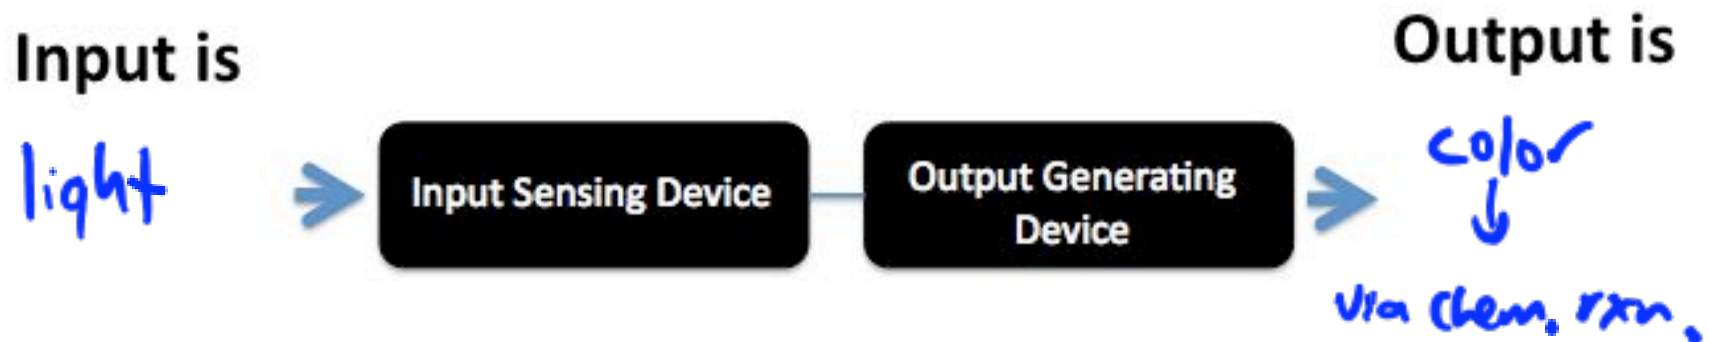 Input is
light
Input Sensing Device
Output Generating
Device
Output is
color
via chem. rxn.